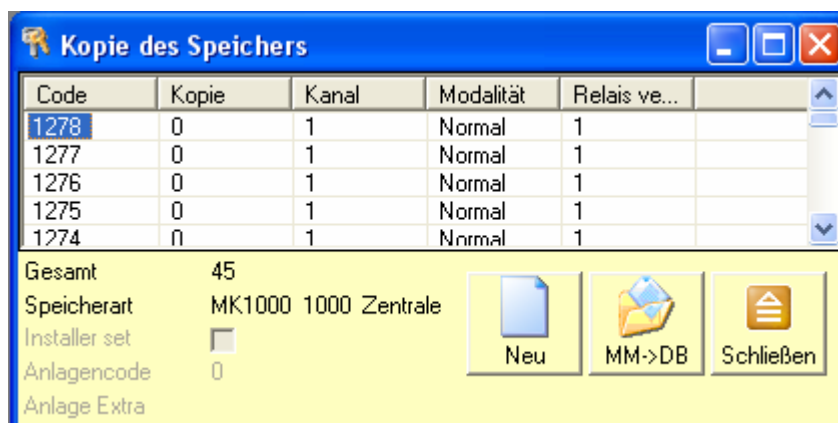 Kopie des Speichers
Code Kopie Kanal Modalität Relais ve...
1278 0 1 Normal 1
1277 0 1 Normal 1
1276 0 1 Normal 1
1275 0 1 Normal 1
1274 0 1 Normal 1
Gesamt 45
Speicherart MK1000 1000 Zentrale
Installer set
Anlagencode 0
Anlage Extra
Neu MM->DB Schließen